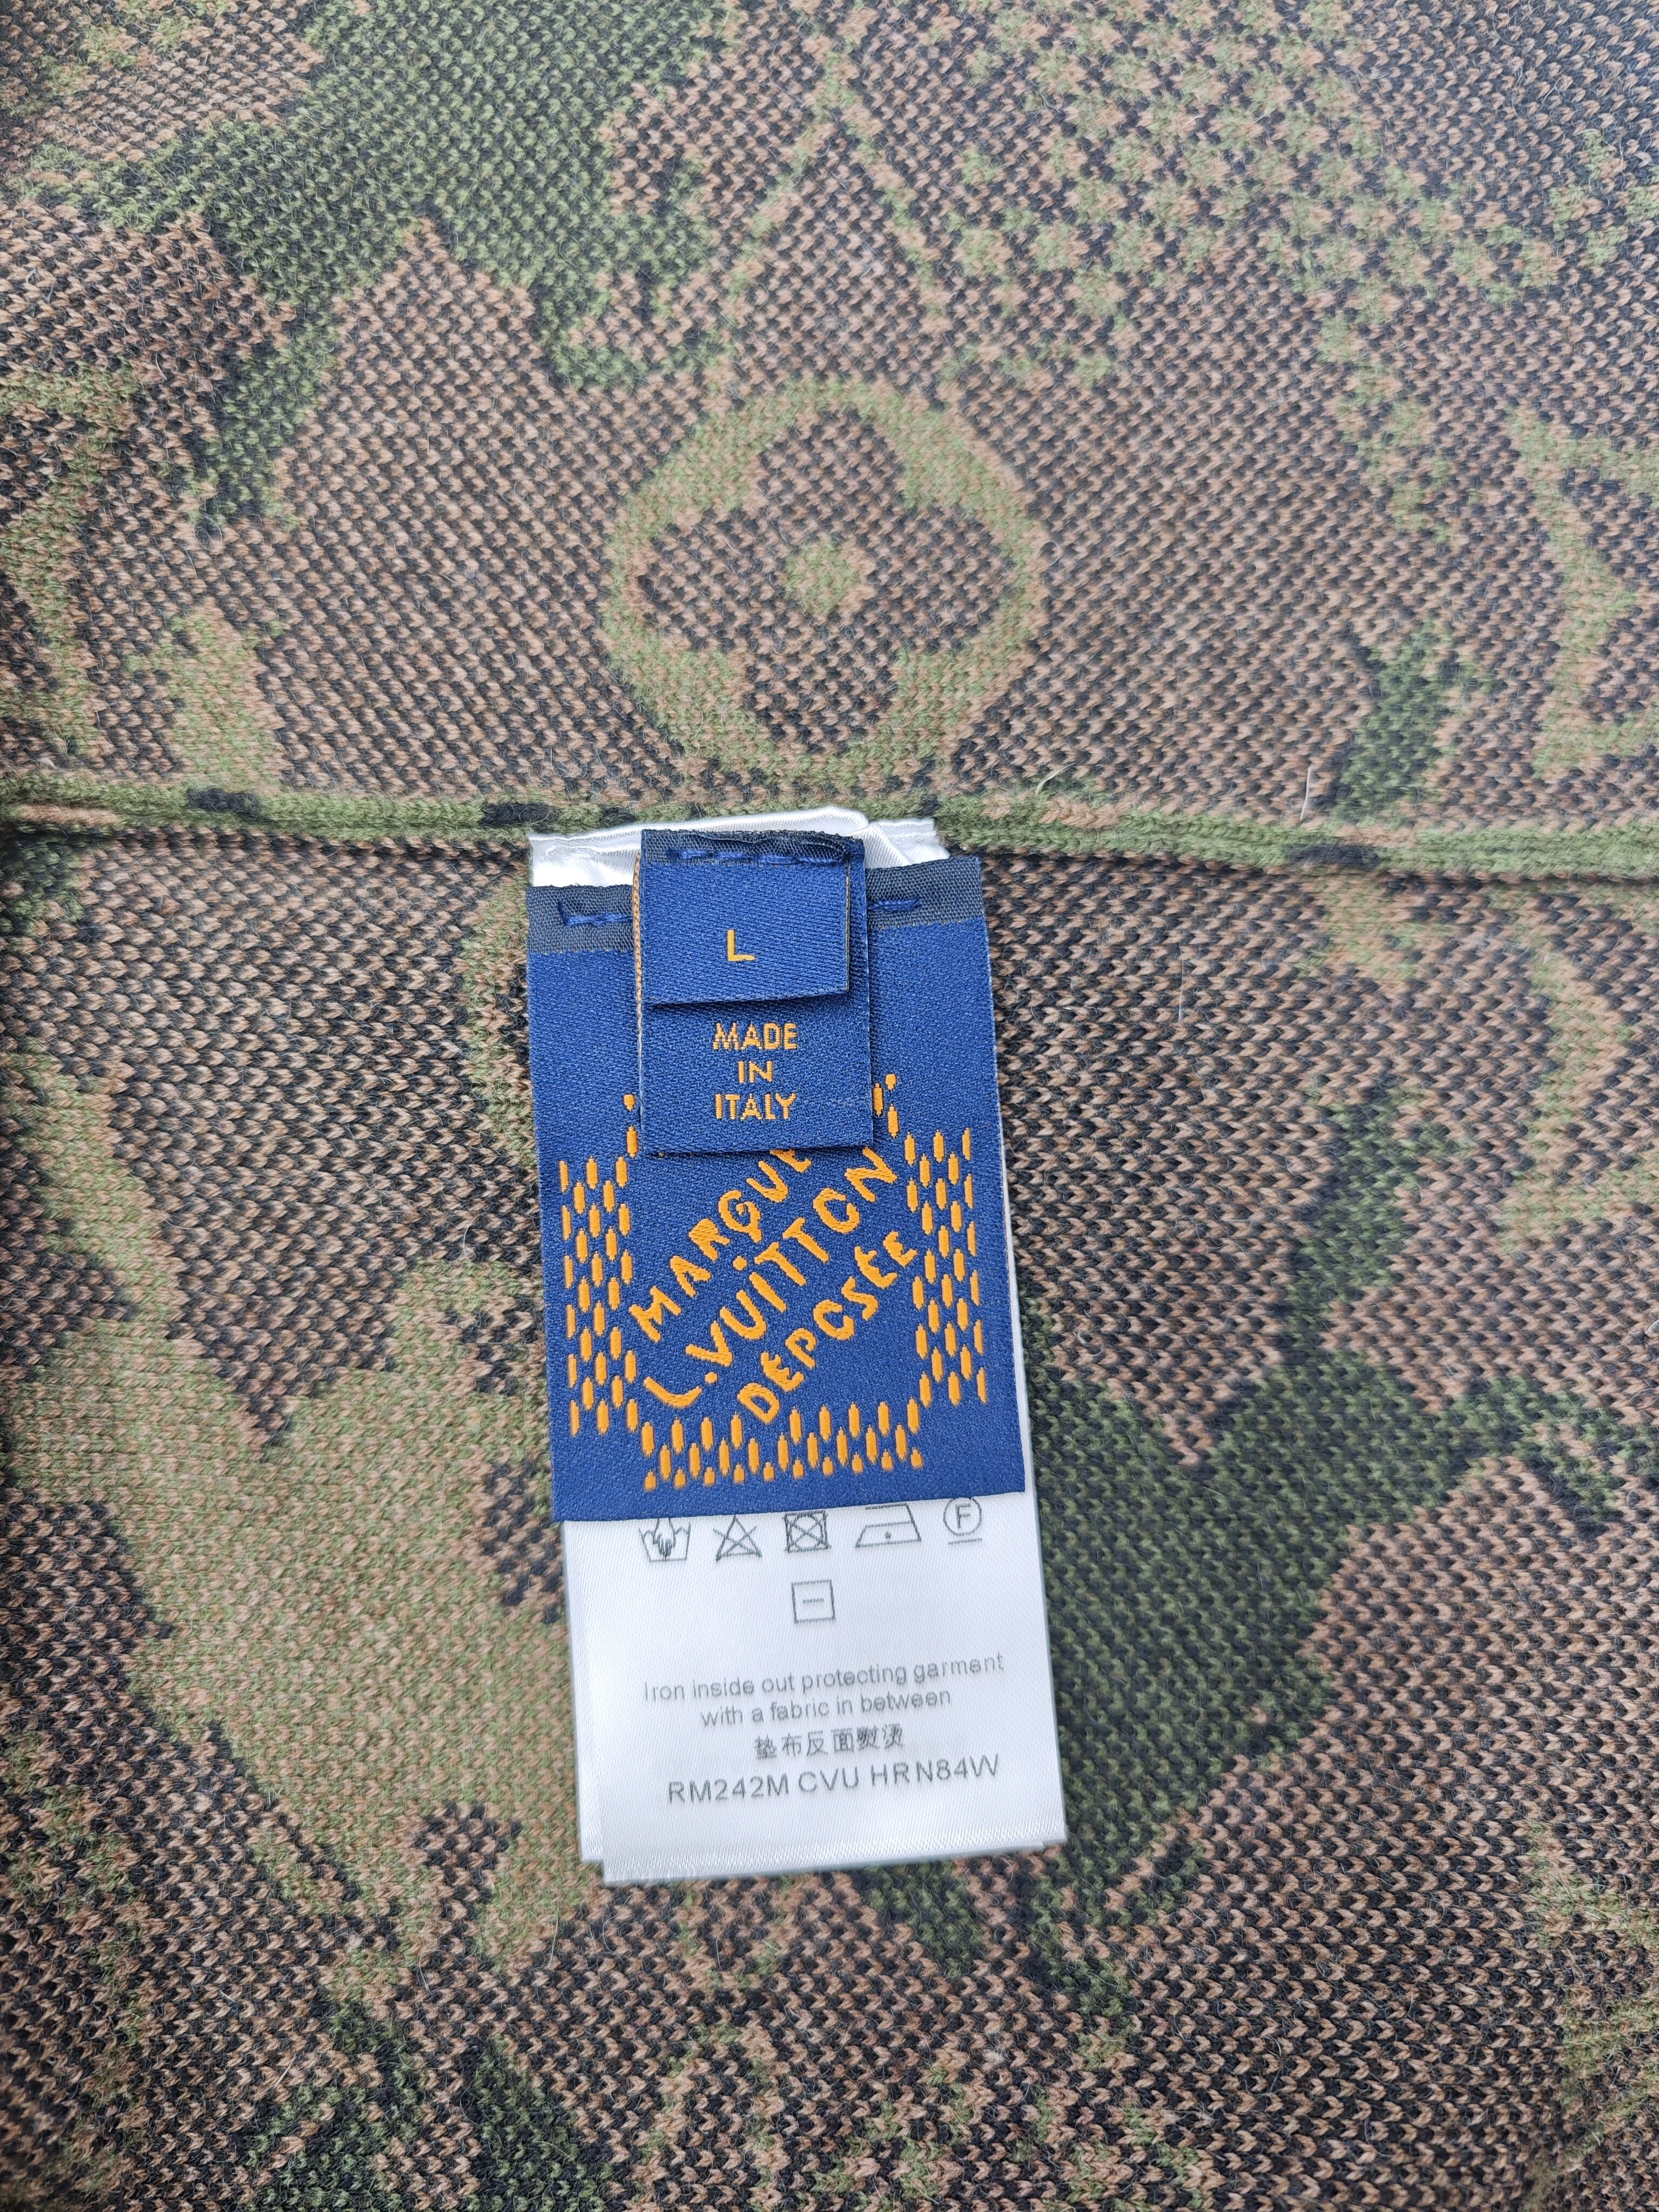 L
MADE
IN
ITALY
MARQUE
L.VUiTTON
DEPOSEE
Iron inside out protecting garment
with a fabric in between
垫布反面熨烫
RM242M CVU HRN84W